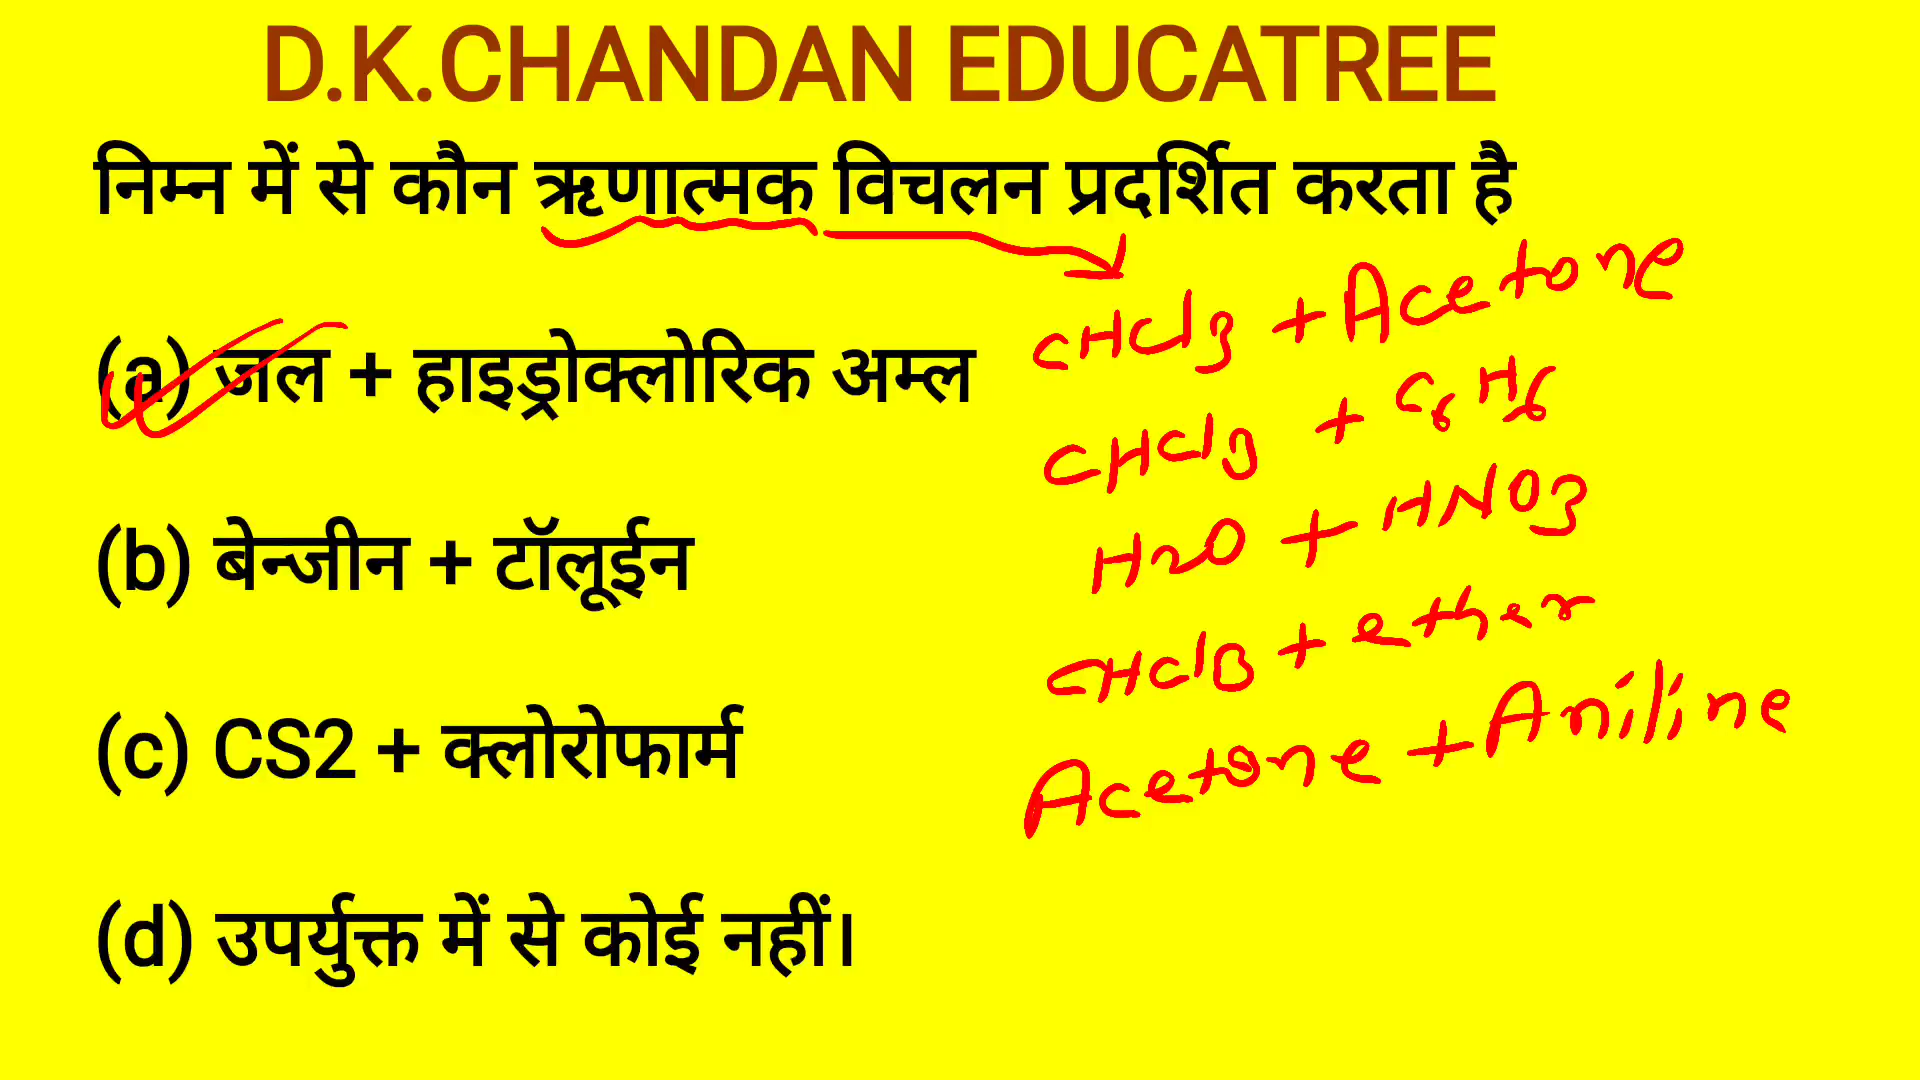 D.K.CHANDAN EDUCATREE
निम्न में से कौन ऋणात्मक विचलन प्रदर्शित करता है
(a) जल + हाइड्रोक्लोरिक अम्ल
(b) बेन्जीन + टॉलूईन
(c) CS2 + क्लोरोफार्म
(d) उपर्युक्त में से कोई नहीं।
CHCl3 + Acetone
CHCl3 + C6H6
H2O + HNO3
CHCl3 + ether
Acetone + Aniline